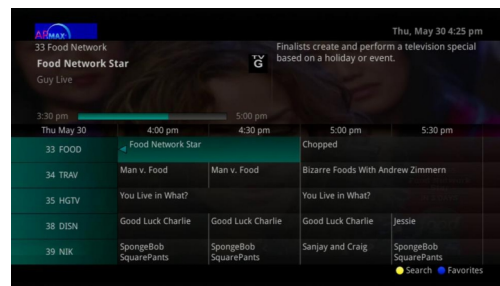 ARMAX
Thu, May 30 4:25 pm
33 Food Network
Food Network Star
Guy Live
TV G
Finalists create and perform a television special
based on a holiday or event.
3:30 pm 5:00 pm
Thu May 30 4:00 pm 4:30 pm 5:00 pm 5:30 pm
33 FOOD Food Network Star Chopped
34 TRAV Man v. Food Man v. Food Bizarre Foods With Andrew Zimmern
35 HGTV You Live in What? You Live in What?
38 DISN Good Luck Charlie Good Luck Charlie Good Luck Charlie Jessie
39 NIK SpongeBob SquarePants SpongeBob SquarePants Sanjay and Craig SpongeBob SquarePants
Search Favorites